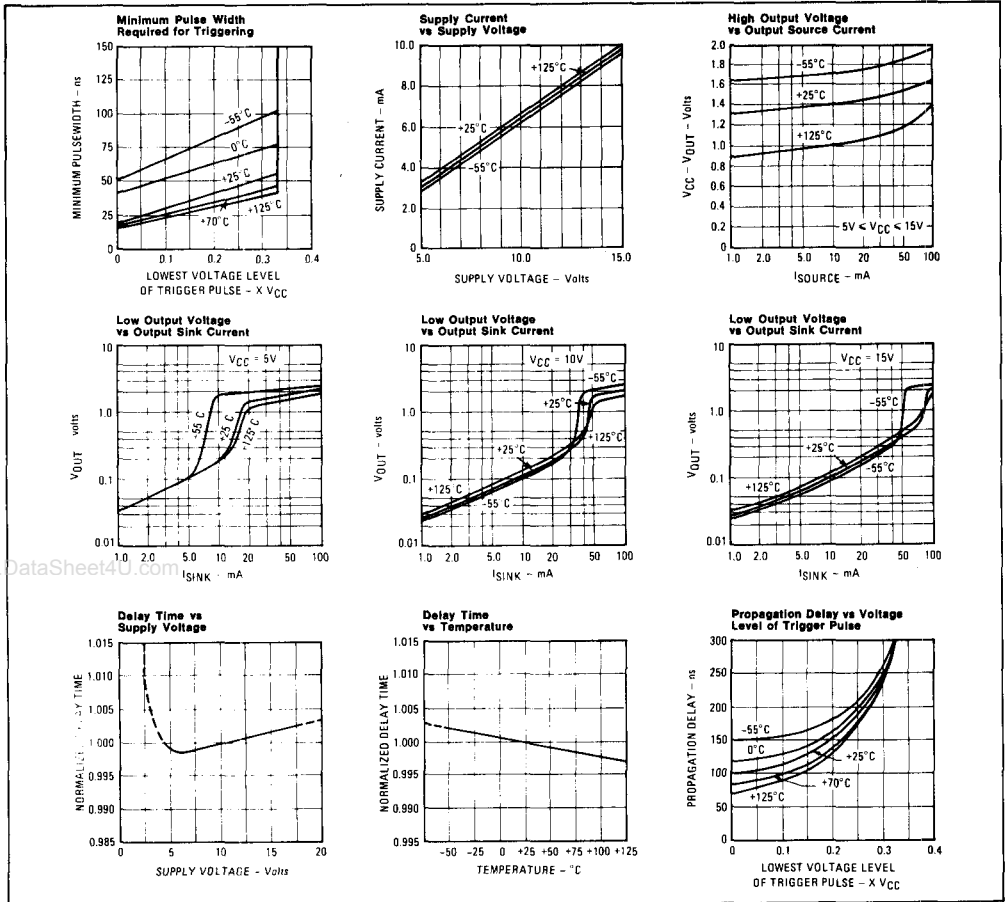 Minimum Pulse Width
Required for Triggering
150
125
100
75
50
25
0
MINIMUM PULSEWIDTH – ns
-55°C
0°C
+25°C
+70°C
+125°C
0 0.1 0.2 0.3 0.4
LOWEST VOLTAGE LEVEL
OF TRIGGER PULSE – X VCC
Supply Current
vs Supply Voltage
10.0
8.0
6.0
4.0
2.0
0
SUPPLY CURRENT – mA
+125°C
+25°C
-55°C
5.0 10.0 15.0
SUPPLY VOLTAGE – Volts
High Output Voltage
vs Output Source Current
2.0
1.8
1.6
1.4
1.2
1.0
0.8
0.6
0.4
0.2
0
VCC – VOUT – Volts
-55°C
+25°C
+125°C
5V ≤ VCC ≤ 15V
1.0 2.0 5.0 10 20 50 100
ISOURCE – mA
Low Output Voltage
vs Output Sink Current
10
1.0
0.1
0.01
VOUT volts
VCC = 5V
-55°C
+25°C
+125°C
1.0 2.0 5.0 10 20 50 100
ISINK - mA
Low Output Voltage
vs Output Sink Current
10
1.0
0.1
0.01
VOUT – volts
VCC = 10V
-55°C
+25°C
+125°C
+25°C
+125°C
-55°C
1.0 2.0 5.0 10 20 50 100
ISINK – mA
Low Output Voltage
vs Output Sink Current
10
1.0
0.1
0.01
VOUT – volts
VCC = 15V
-55°C
+25°C
-55°C
+125°C
1.0 2.0 5.0 10 20 50 100
ISINK – mA
DataSheet4U.com
Delay Time vs
Supply Voltage
1.015
1.010
1.005
1.000
0.995
0.990
0.985
TIME
0 5 10 15 20
SUPPLY VOLTAGE – Volts
Delay Time
vs Temperature
1.015
1.010
1.005
1.000
0.995
0.990
0.995
NORMALIZED DELAY TIME
-50 -25 0 +25 +50 +75 +100 +125
TEMPERATURE – °C
Propagation Delay vs Voltage
Level of Trigger Pulse
300
250
200
150
100
50
0
PROPAGATION DELAY – ns
-55°C
0°C
+25°C
+70°C
+125°C
0 0.1 0.2 0.3 0.4
LOWEST VOLTAGE LEVEL
OF TRIGGER PULSE – X VCC